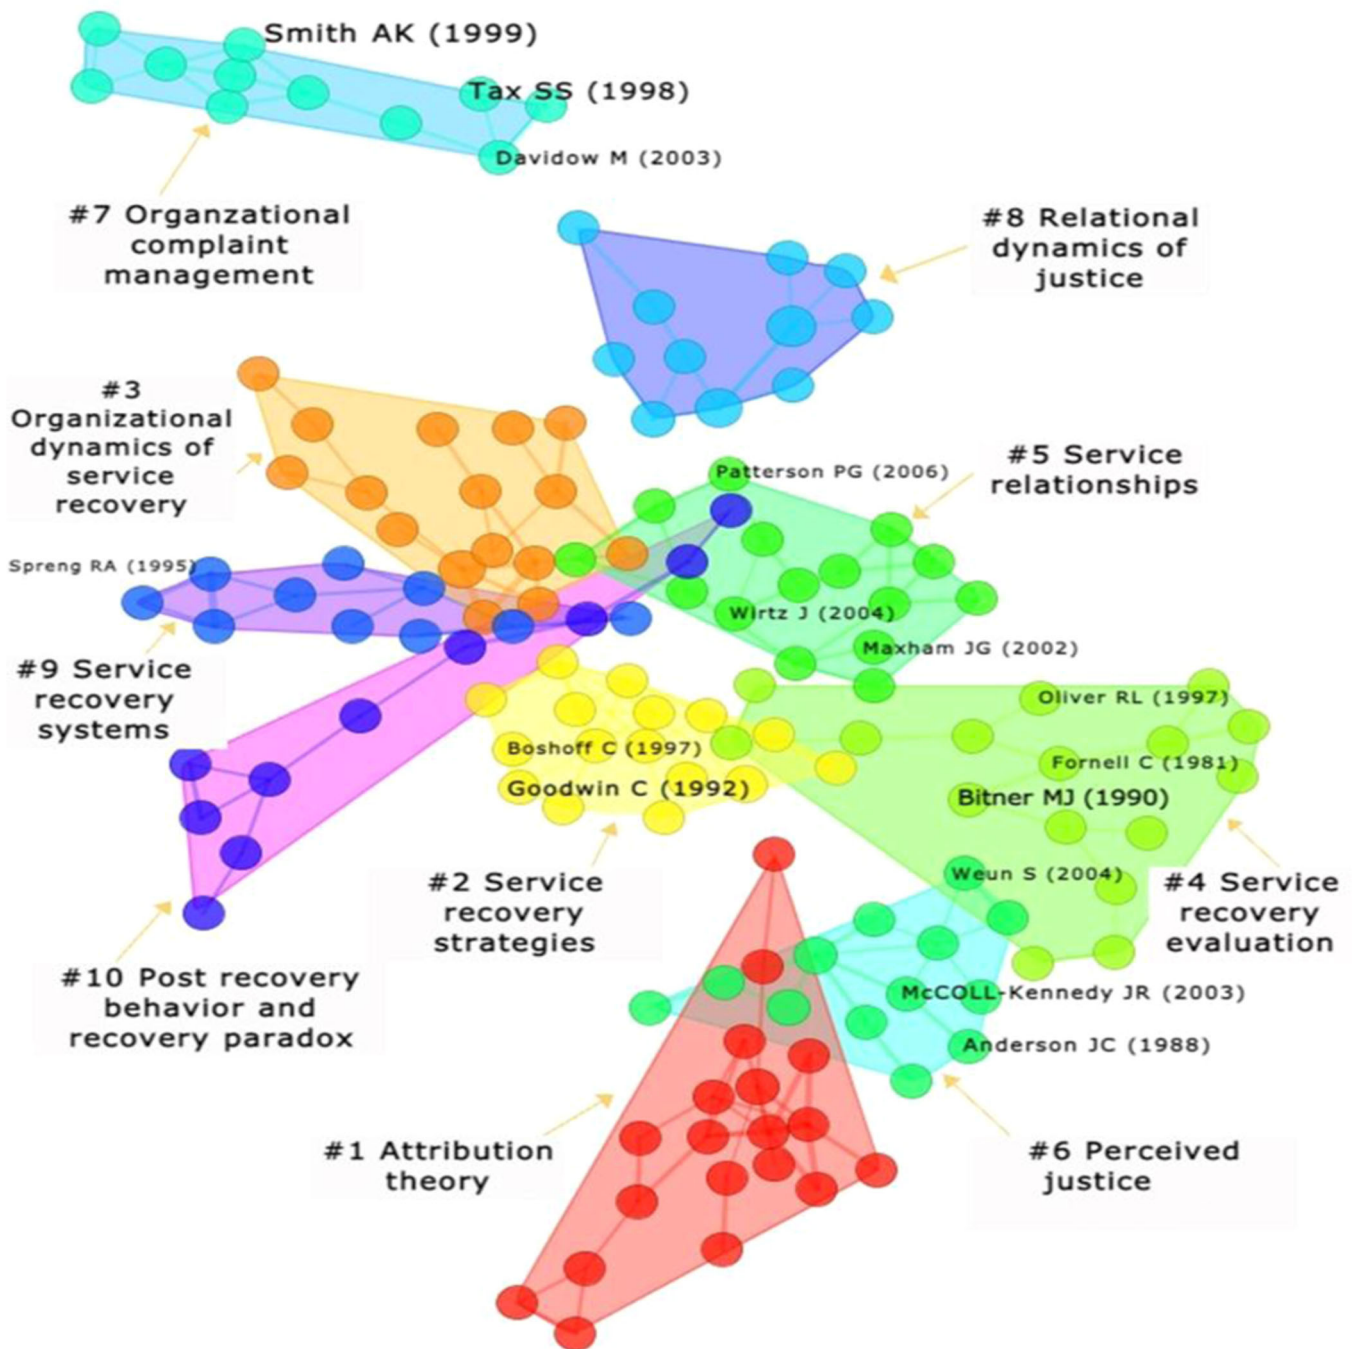 Smith AK (1999)
Tax SS (1998)
Davidow M (2003)
#7 Organzational
complaint
management
#8 Relational
dynamics of
justice
#3
Organizational
dynamics of
service
recovery
#5 Service
relationships
Patterson PG (2006)
Spreng RA (1995)
Wirtz J (2004)
Maxham JG (2002)
#9 Service
recovery
systems
Oliver RL (1997)
Boshoff C (1997)
Fornell C (1981)
Goodwin C (1992)
Bitner MJ (1990)
#2 Service
recovery
strategies
Weun S (2004)
#4 Service
recovery
evaluation
#10 Post recovery
behavior and
recovery paradox
McCOLL-Kennedy JR (2003)
Anderson JC (1988)
#1 Attribution
theory
#6 Perceived
justice